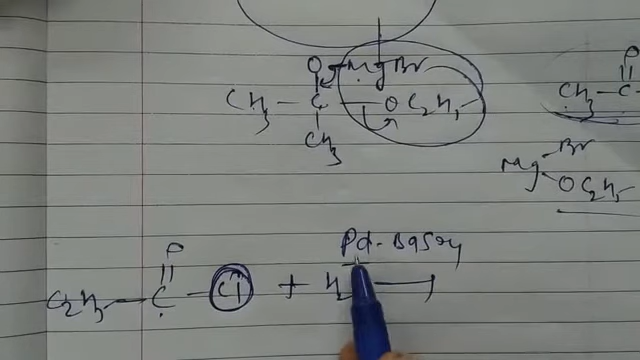 O MgBr
CH3 - C - OC2H5
CH3
O
CH3 - C -
Mg Br
OC2H5
Pd-BaSO4
O
C2H5 - C - Cl + H2